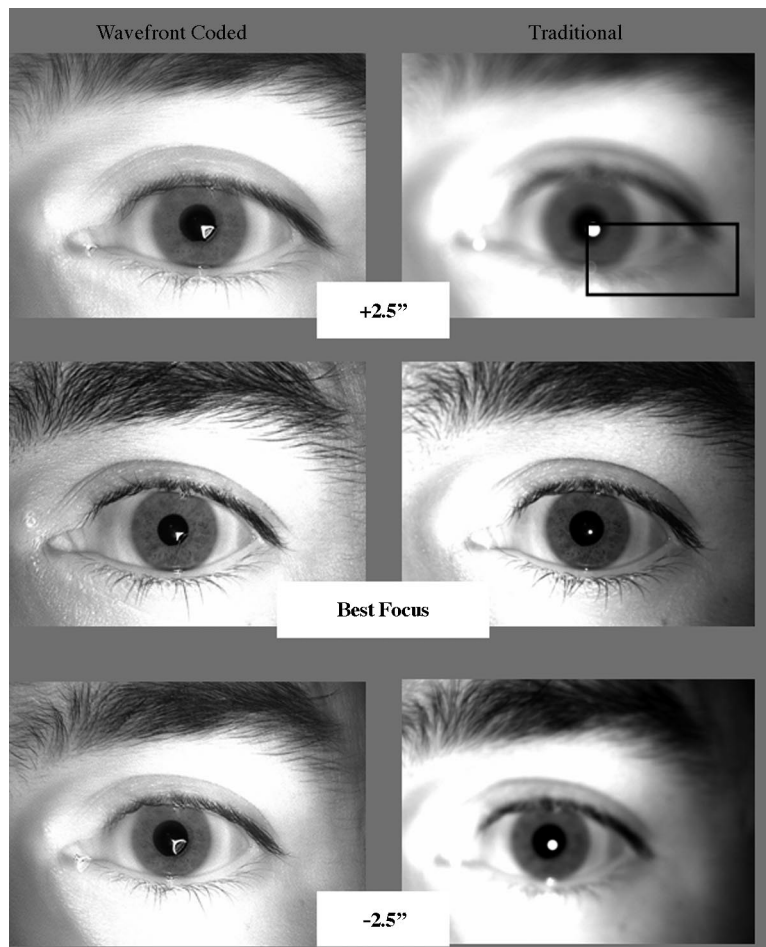 Wavefront Coded
Traditional
+2.5”
Best Focus
-2.5”